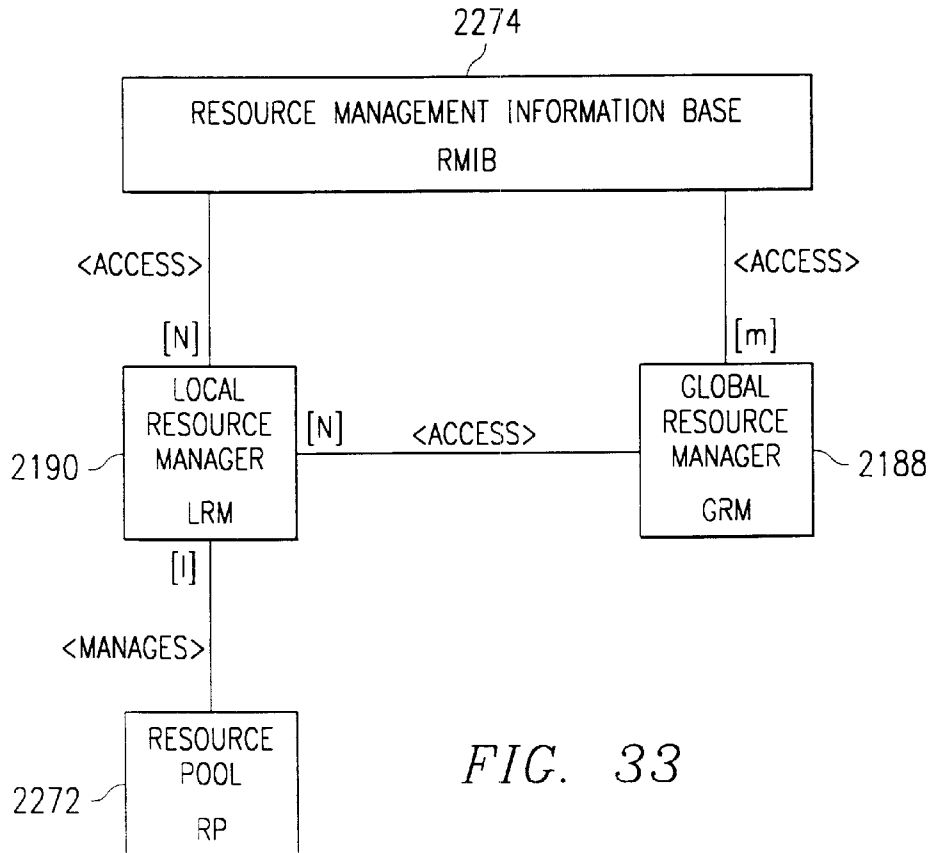 2274
RESOURCE MANAGEMENT INFORMATION BASE
RMIB
<ACCESS>
<ACCESS>
[N]
[m]
LOCAL
RESOURCE
MANAGER
LRM
2190
[N]
<ACCESS>
GLOBAL
RESOURCE
MANAGER
GRM
2188
[I]
<MANAGES>
RESOURCE
POOL
RP
2272
FIG. 33